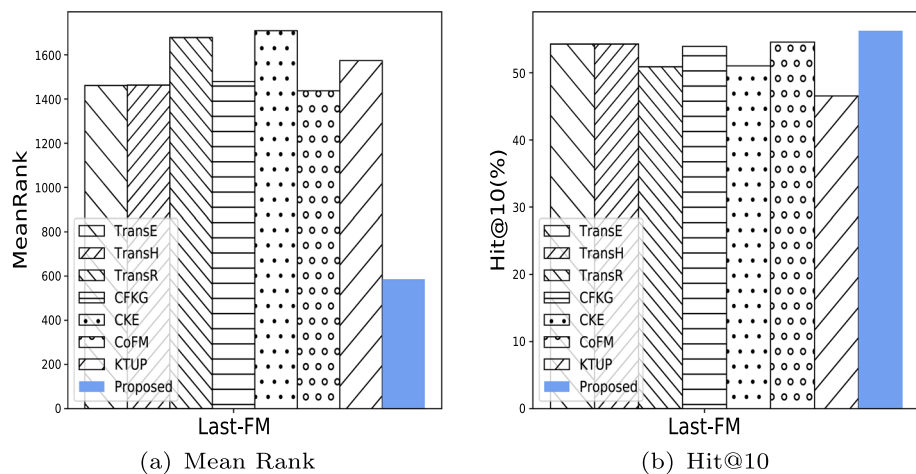 MeanRank
1600
1400
1200
1000
800
600
400
200
0
TransE
TransH
TransR
CFKG
CKE
CoFM
KTUP
Proposed
Last-FM
(a) Mean Rank
Hit@10(%)
50
40
30
20
10
0
TransE
TransH
TransR
CFKG
CKE
CoFM
KTUP
Proposed
Last-FM
(b) Hit@10